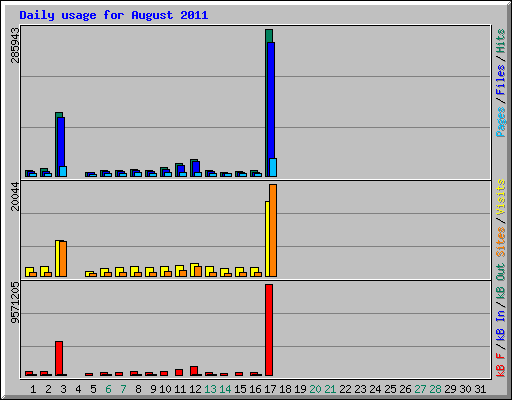 Daily usage for August 2011
285943
Pages / Files / Hits
20044
Sites / Visits
9571205
kB F / kB In / kB Out
1 2 3 4 5 6 7 8 9 10 11 12 13 14 15 16 17 18 19 20 21 22 23 24 25 26 27 28 29 30 31